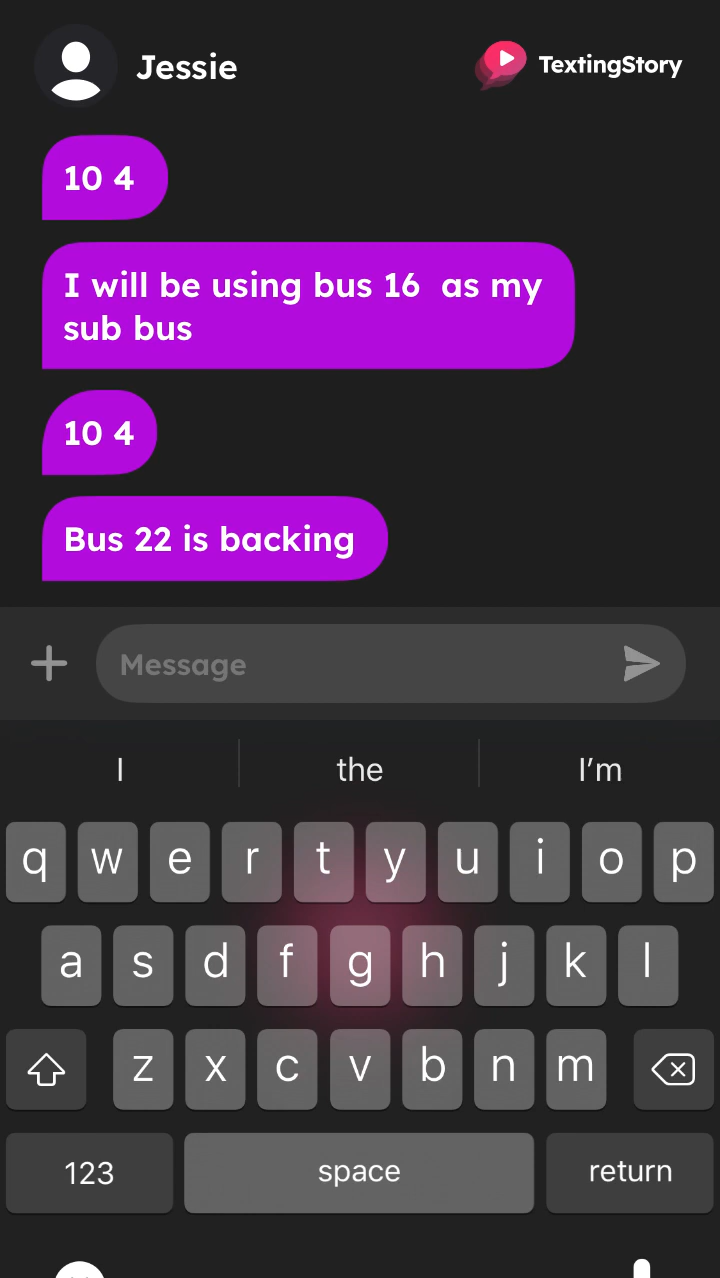 Jessie
TextingStory
10 4
I will be using bus 16  as my
sub bus
10 4
Bus 22 is backing
Message
I
the
I’m
q w e r t y u i o p
a s d f g h j k l
z x c v b n m
123 space return